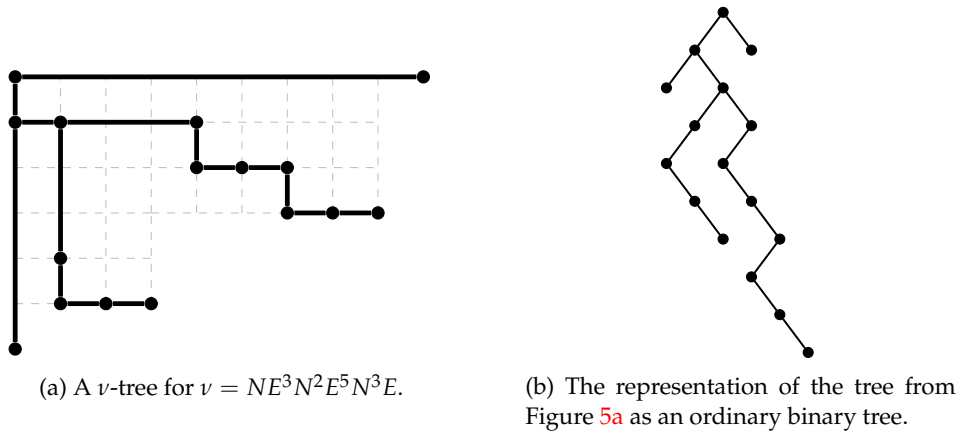 (a) A ν-tree for ν = NE³N²E⁵N³E.
(b) The representation of the tree from
Figure 5a as an ordinary binary tree.